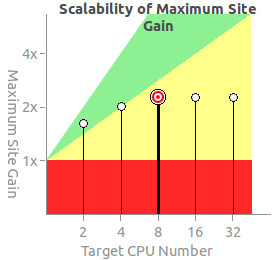 Scalability of Maximum Site
Gain
4x
2x
1x
Maximum Site Gain
2 4 8 16 32
Target CPU Number